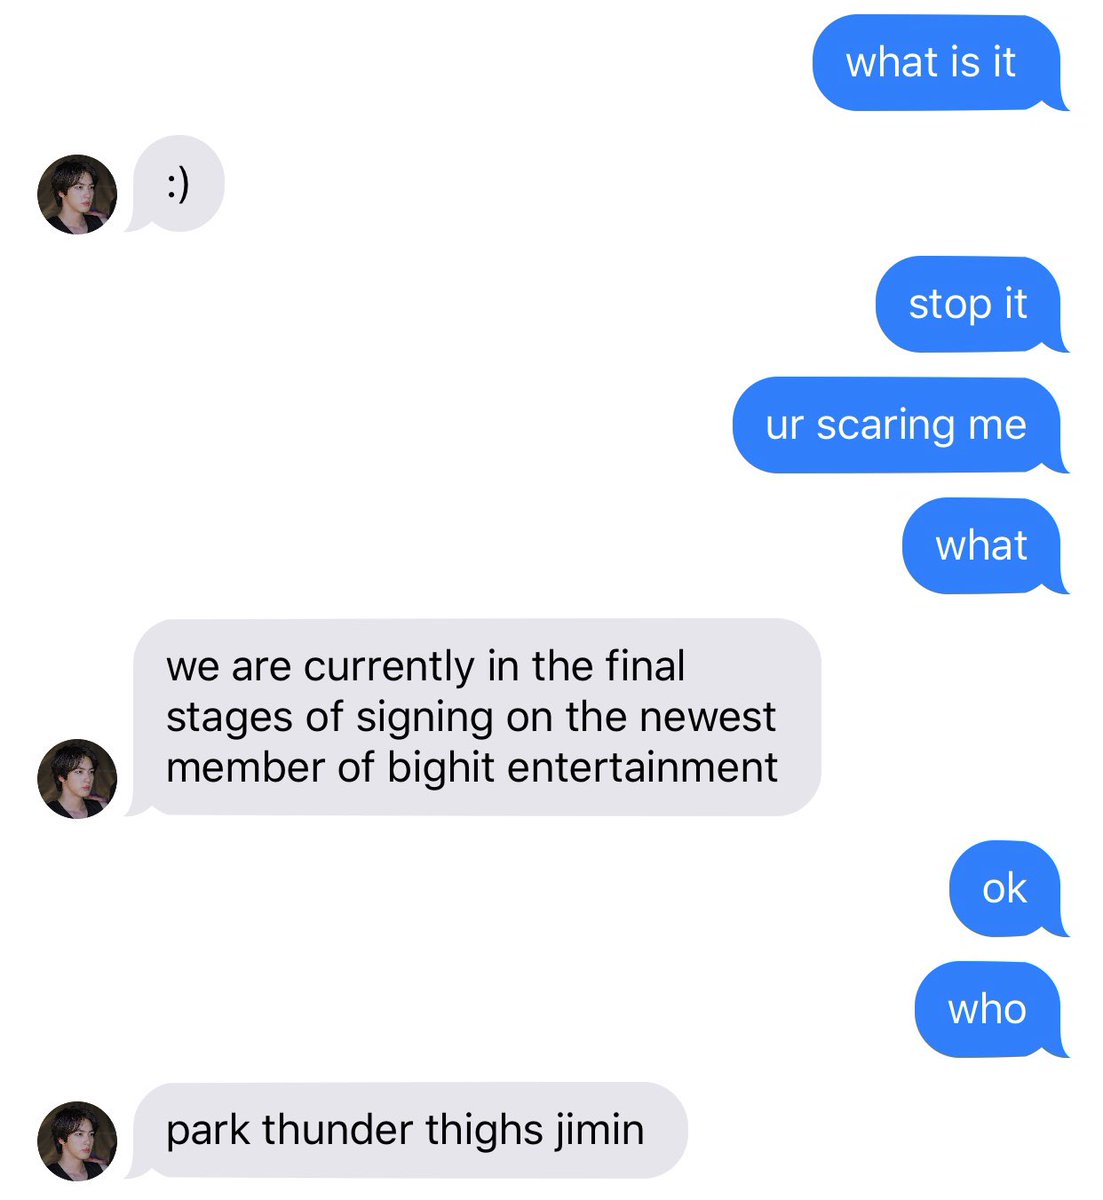 what is it
:)
stop it
ur scaring me
what
we are currently in the final
stages of signing on the newest
member of bighit entertainment
ok
who
park thunder thighs jimin